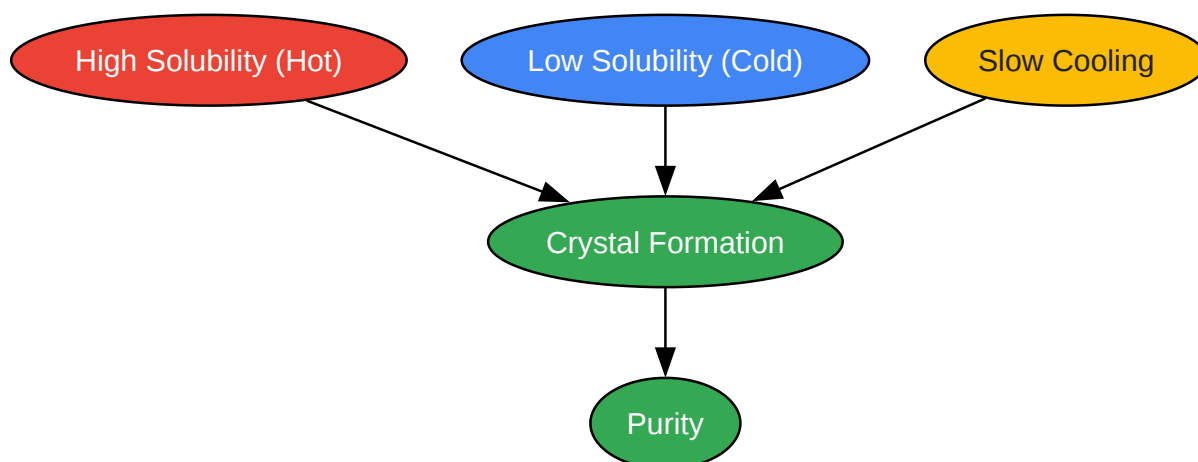 High Solubility (Hot)
Low Solubility (Cold)
Slow Cooling
Crystal Formation
Purity